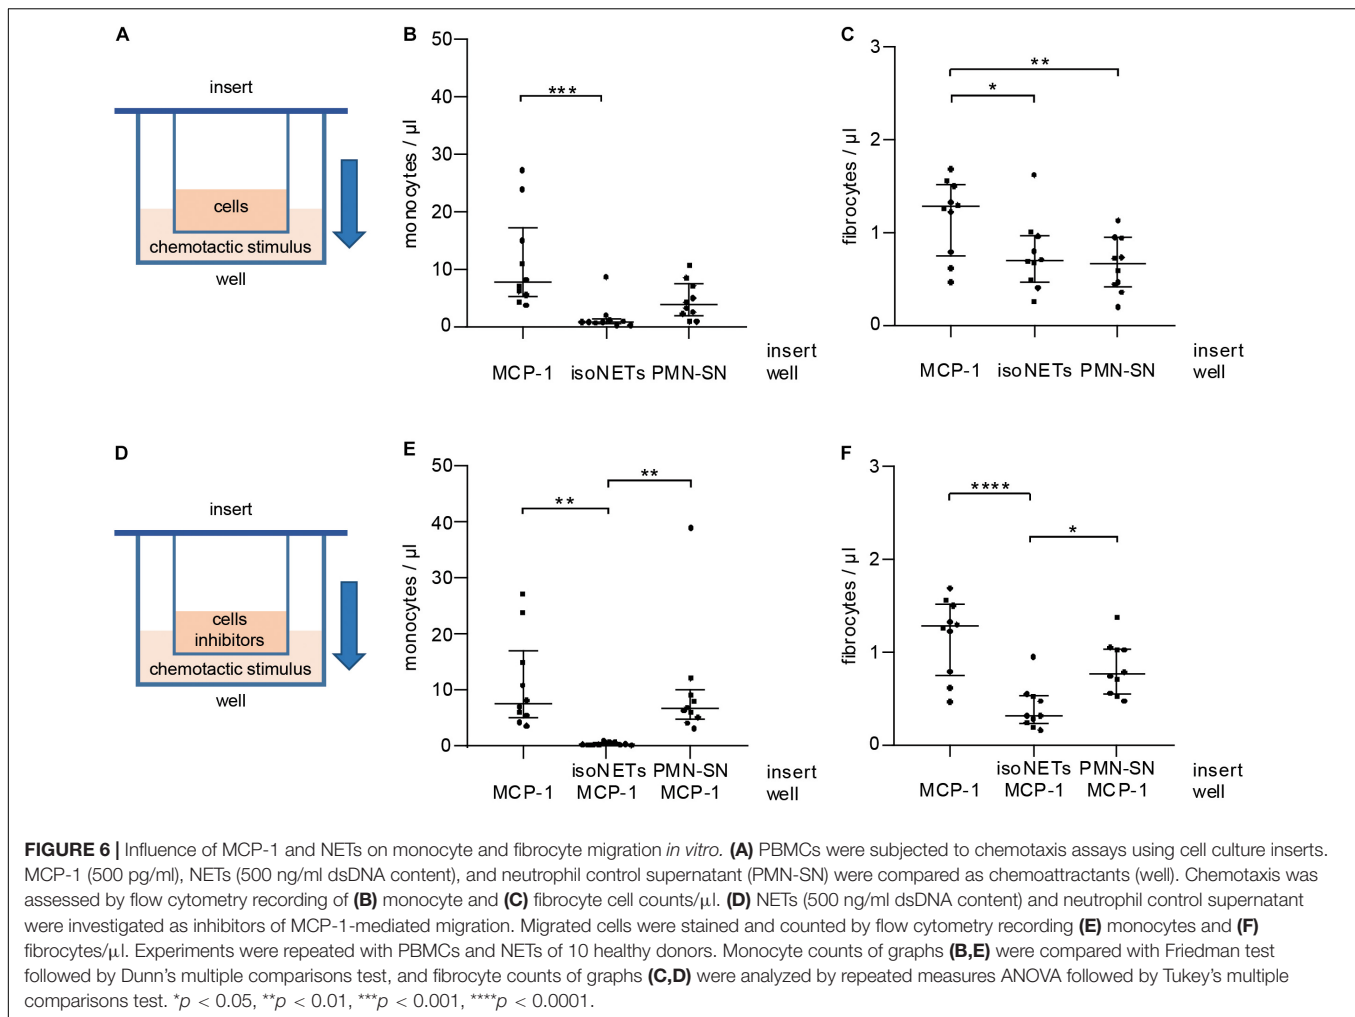 A
insert
cells
chemotactic stimulus
well
B
50
40
30
20
10
0
monocytes / µl
***
MCP-1 isoNETs PMN-SN
insert
well
C
3
2
1
0
fibrocytes / µl
**
*
MCP-1 isoNETs PMN-SN
insert
well
D
insert
cells
inhibitors
chemotactic stimulus
well
E
50
40
30
20
10
0
monocytes / µl
**
**
isoNETs PMN-SN insert
MCP-1 MCP-1 MCP-1 well
F
3
2
1
0
fibrocytes / µl
****
*
isoNETs PMN-SN insert
MCP-1 MCP-1 MCP-1 well
FIGURE 6 | Influence of MCP-1 and NETs on monocyte and fibrocyte migration in vitro. (A) PBMCs were subjected to chemotaxis assays using cell culture inserts.
MCP-1 (500 pg/ml), NETs (500 ng/ml dsDNA content), and neutrophil control supernatant (PMN-SN) were compared as chemoattractants (well). Chemotaxis was
assessed by flow cytometry recording of (B) monocyte and (C) fibrocyte cell counts/µl. (D) NETs (500 ng/ml dsDNA content) and neutrophil control supernatant
were investigated as inhibitors of MCP-1-mediated migration. Migrated cells were stained and counted by flow cytometry recording (E) monocytes and (F)
fibrocytes/µl. Experiments were repeated with PBMCs and NETs of 10 healthy donors. Monocyte counts of graphs (B,E) were compared with Friedman test
followed by Dunn's multiple comparisons test, and fibrocyte counts of graphs (C,D) were analyzed by repeated measures ANOVA followed by Tukey's multiple
comparisons test. *p < 0.05, **p < 0.01, ***p < 0.001, ****p < 0.0001.